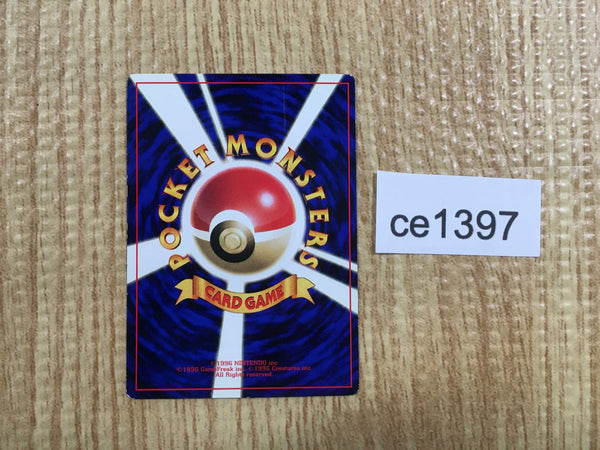 POCKET MONSTERS
CARD GAME
©1996 NINTENDO inc.
©1996 GameFreak inc. ©1996 Creatures inc.
All Rights reserved.
ce1397